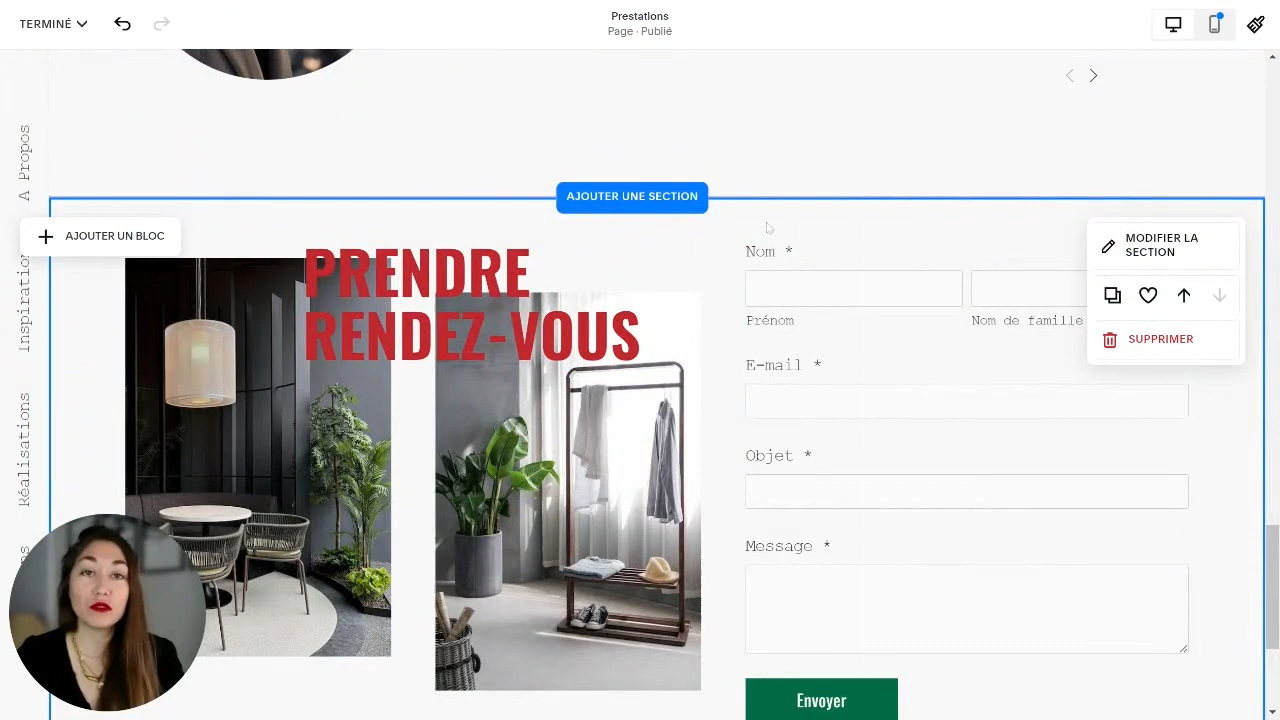 TERMINÉ
Prestations
Page · Publié
A Propos
AJOUTER UNE SECTION
AJOUTER UN BLOC
Inspiration
PRENDRE
RENDEZ-VOUS
Nom *
Prénom
Nom de famille
MODIFIER LA
SECTION
SUPPRIMER
E-mail *
Réalisations
Objet *
Message *
Envoyer